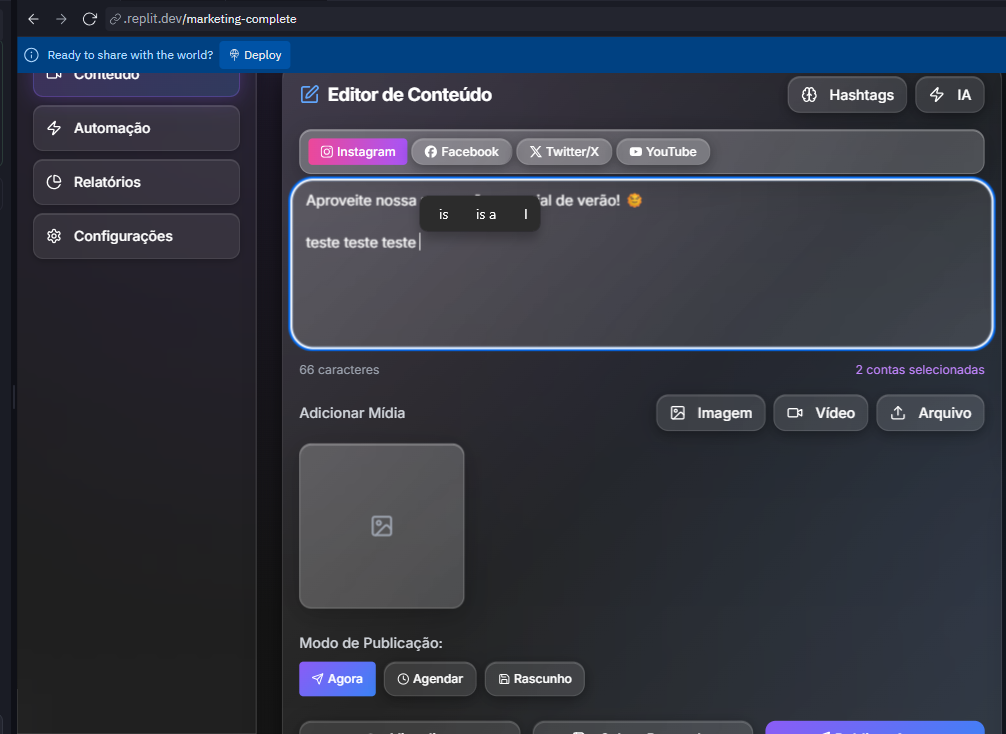 .replit.dev/marketing-complete
Ready to share with the world? Deploy
Conteúdo
Automação
Relatórios
Configurações
Editor de Conteúdo
Hashtags
IA
Instagram
Facebook
Twitter/X
YouTube
Aproveite nossa de verão!
is is a I
teste teste teste
66 caracteres
2 contas selecionadas
Adicionar Mídia
Imagem
Vídeo
Arquivo
Modo de Publicação:
Agora
Agendar
Rascunho